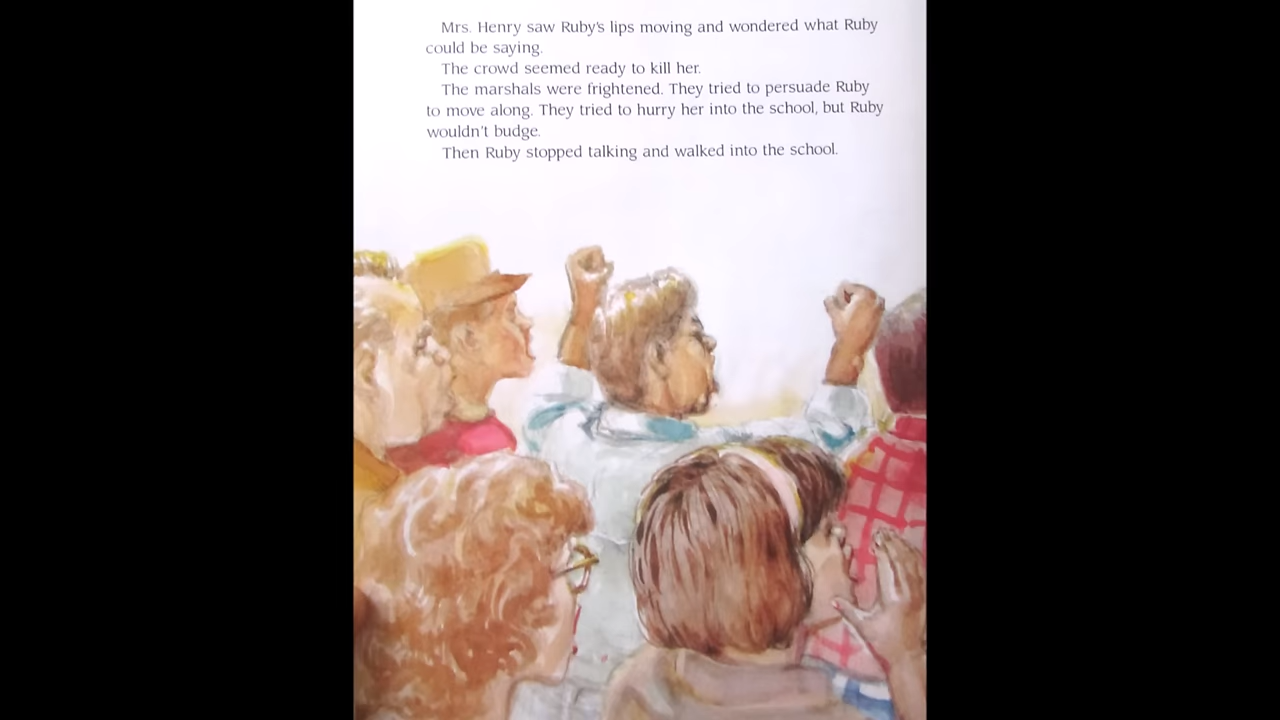 Mrs. Henry saw Ruby's lips moving and wondered what Ruby
could be saying.
The crowd seemed ready to kill her.
The marshals were frightened. They tried to persuade Ruby
to move along. They tried to hurry her into the school, but Ruby
wouldn't budge.
Then Ruby stopped talking and walked into the school.